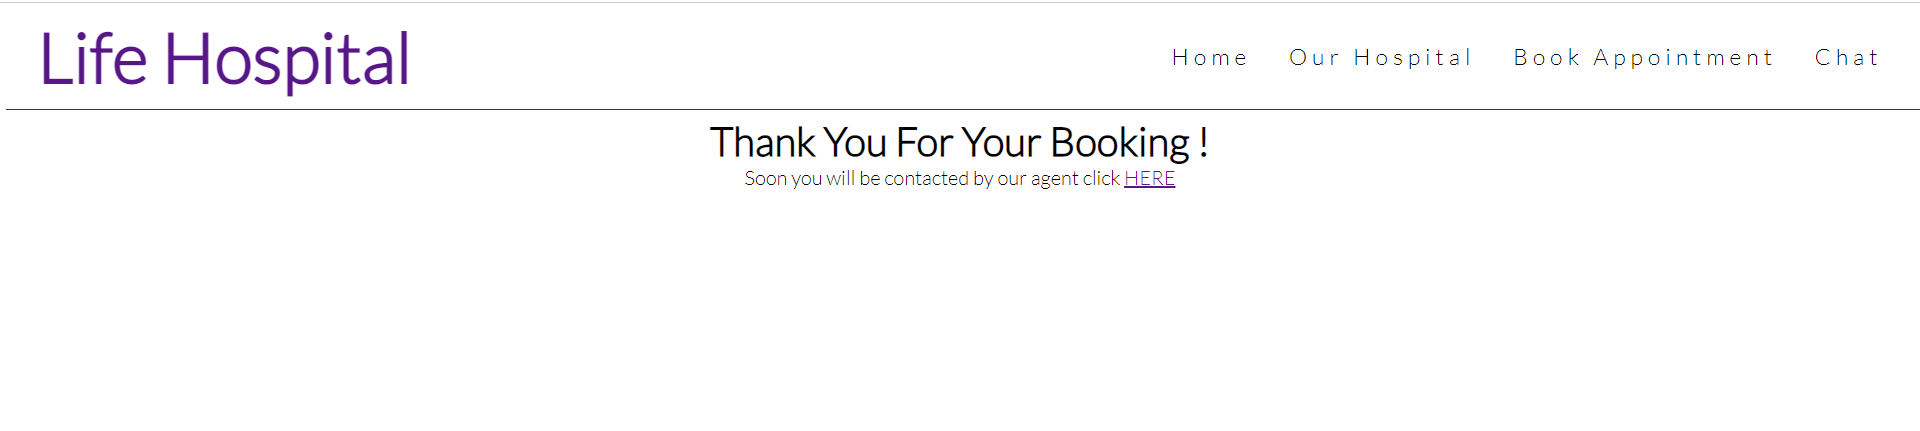 Life Hospital
Home Our Hospital Book Appointment Chat
Thank You For Your Booking !
Soon you will be contacted by our agent click HERE